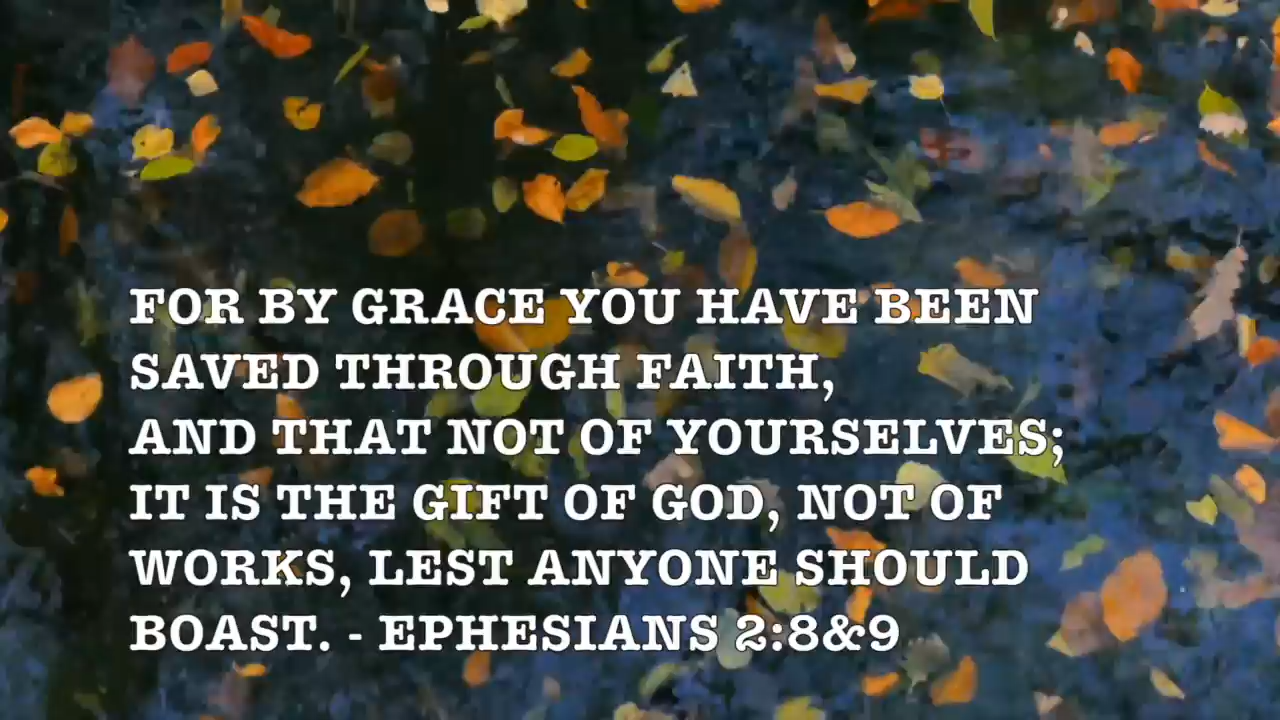 FOR BY GRACE YOU HAVE BEEN
SAVED THROUGH FAITH,
AND THAT NOT OF YOURSELVES;
IT IS THE GIFT OF GOD, NOT OF
WORKS, LEST ANYONE SHOULD
BOAST. - EPHESIANS 2:8&9